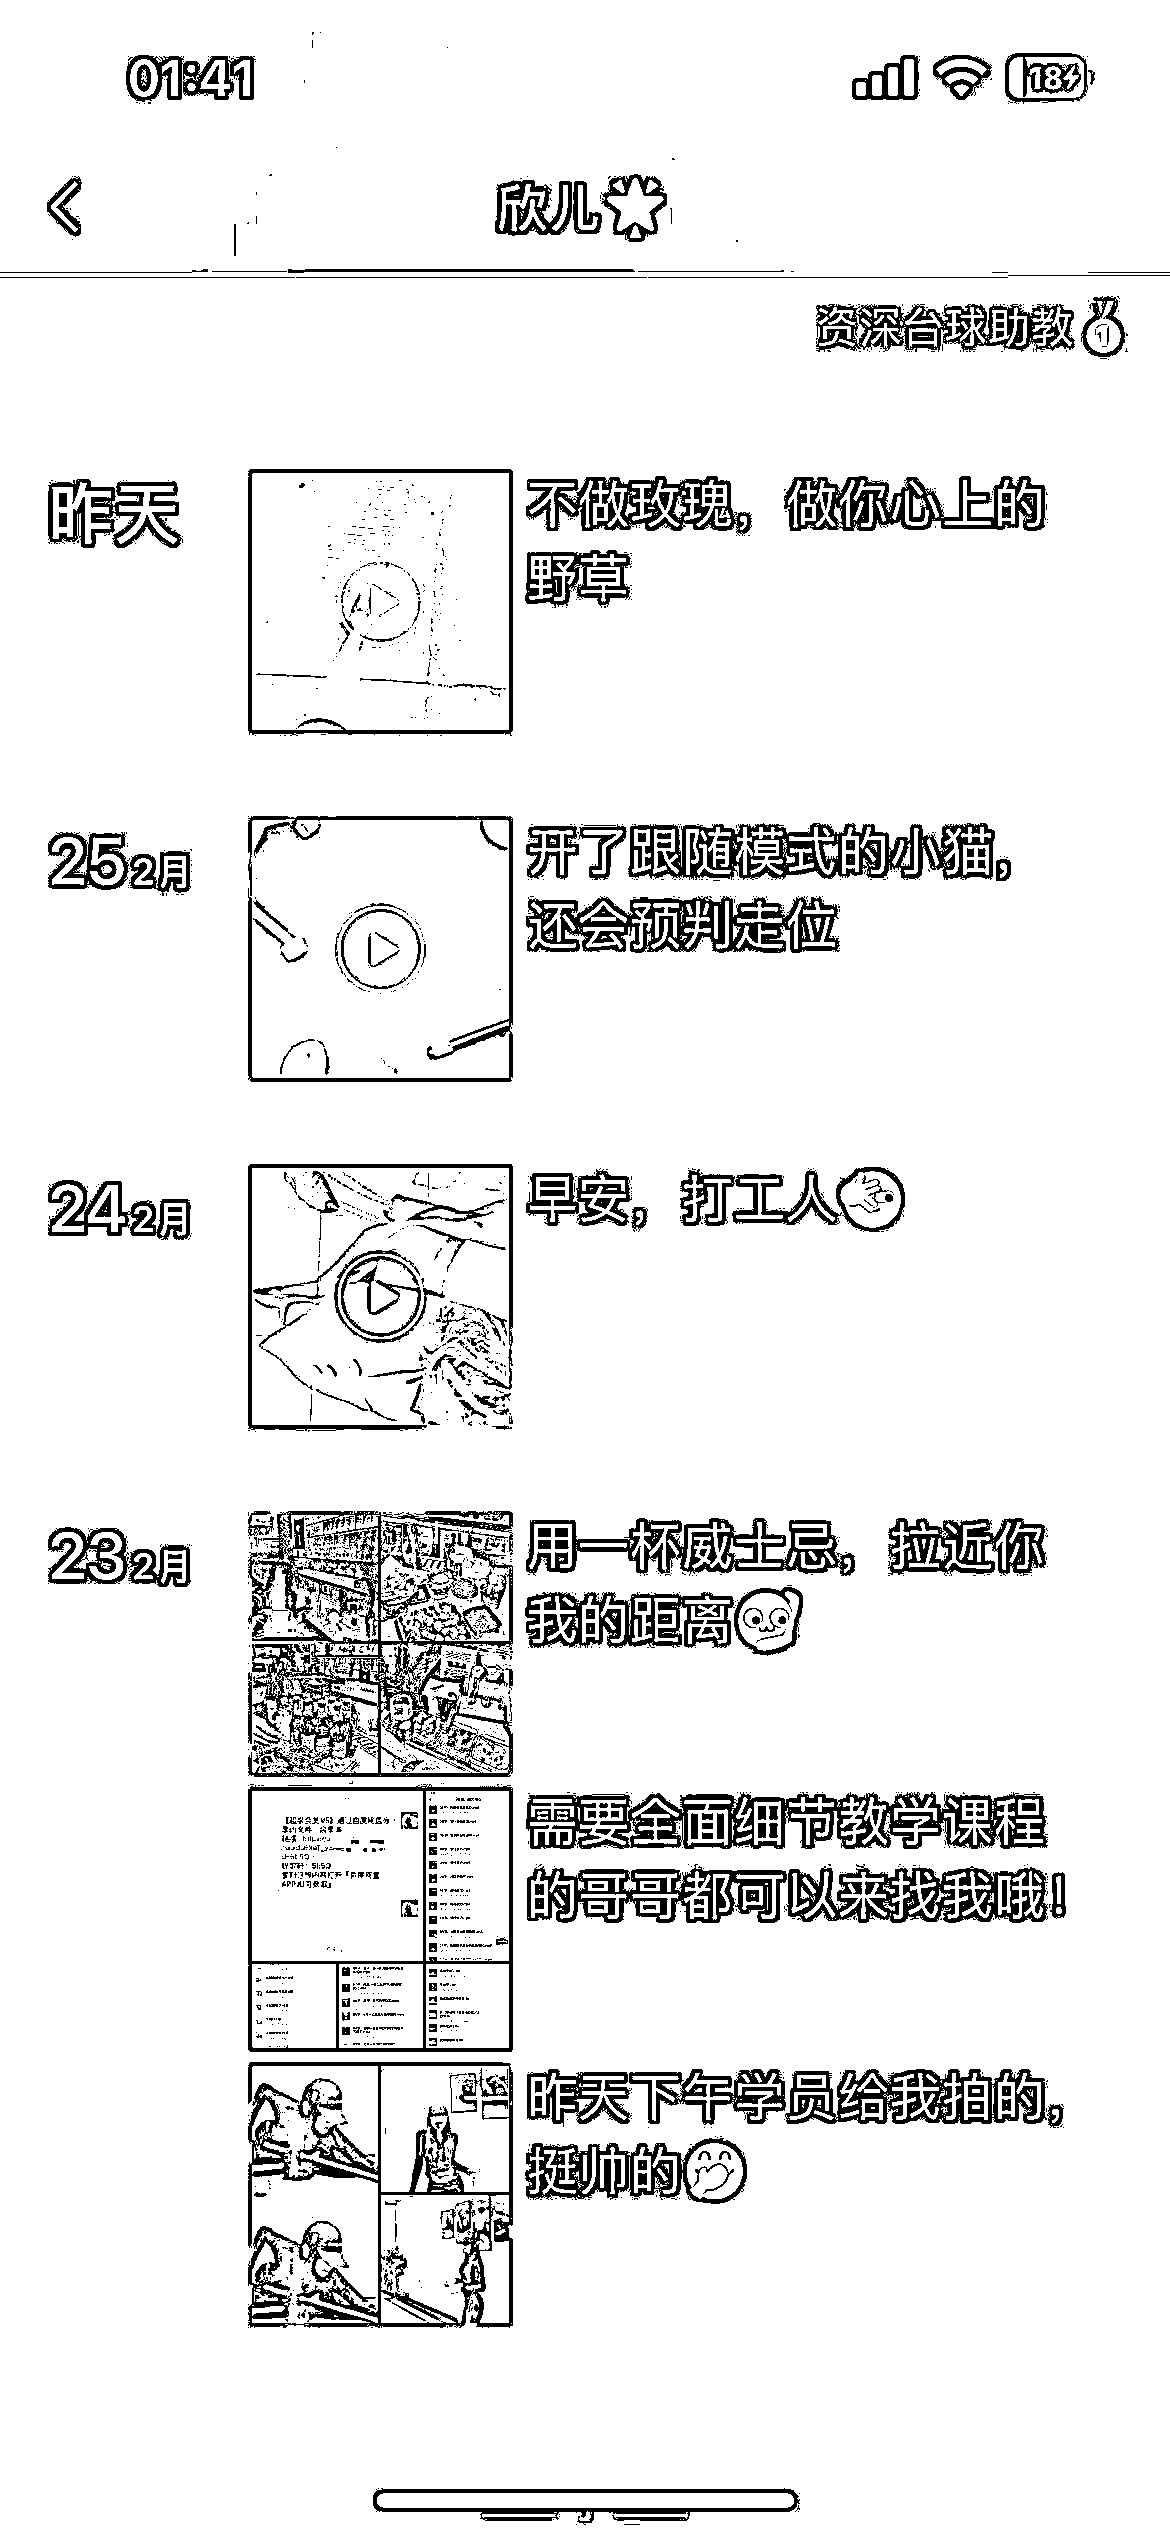 01:41
18
欣儿
资深台球助教
昨天
不做玫瑰，做你心上的
野草
25 2月
开了跟随模式的小猫，
还会预判走位
24 2月
早安，打工人
23 2月
用一杯威士忌，拉近你
我的距离
需要全面细节教学课程
的哥哥都可以来找我哦！
昨天下午学员给我拍的，
挺帅的